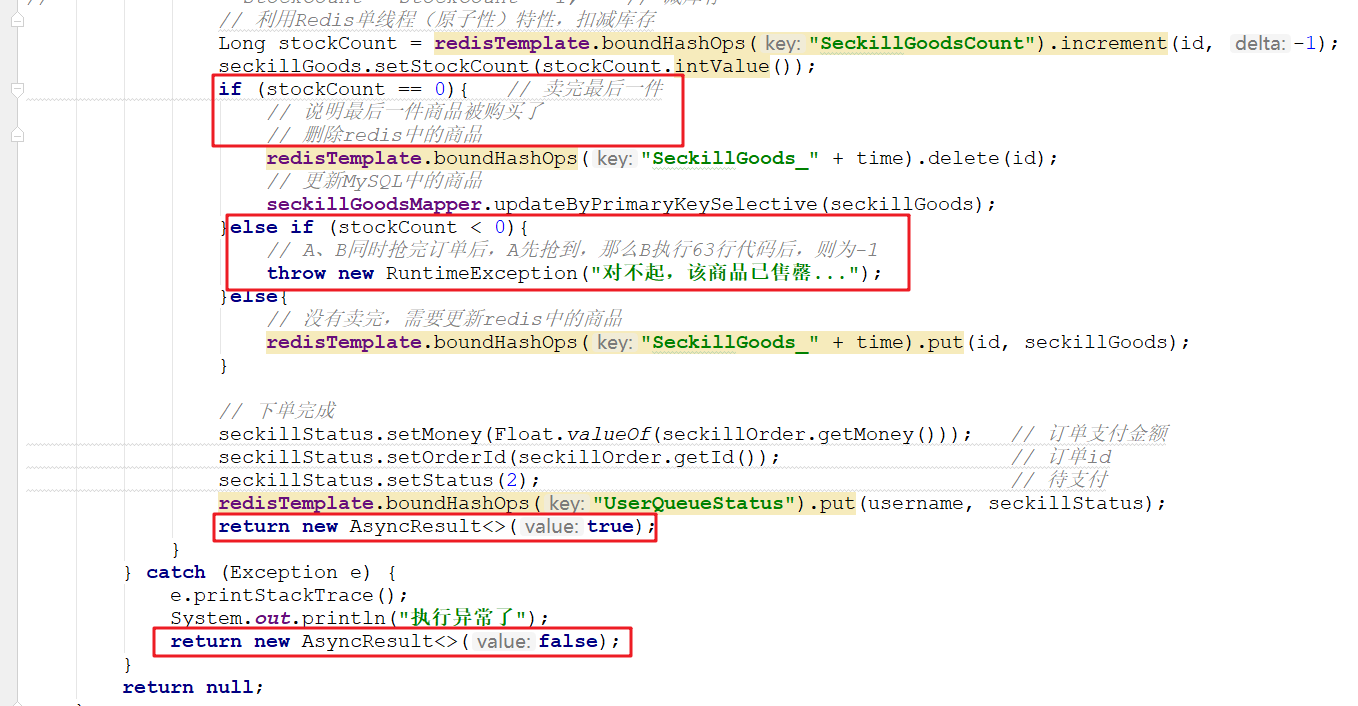 // 利用Redis单线程（原子性）特性，扣减库存
Long stockCount = redisTemplate.boundHashOps( key: "SeckillGoodsCount").increment(id, delta: -1);
seckillGoods.setStockCount(stockCount.intValue());
if (stockCount == 0){ // 卖完最后一件
// 说明最后一件商品被购买了
// 删除redis中的商品
redisTemplate.boundHashOps( key: "SeckillGoods_" + time).delete(id);
// 更新MySQL中的商品
seckillGoodsMapper.updateByPrimaryKeySelective(seckillGoods);
}else if (stockCount < 0){
// A、B同时抢完订单后，A先抢到，那么B执行63行代码后，则为-1
throw new RuntimeException("对不起，该商品已售罄...");
}else{
// 没有卖完，需要更新redis中的商品
redisTemplate.boundHashOps( key: "SeckillGoods_" + time).put(id, seckillGoods);
}
// 下单完成
seckillStatus.setMoney(Float.valueOf(seckillOrder.getMoney())); // 订单支付金额
seckillStatus.setOrderId(seckillOrder.getId()); // 订单id
seckillStatus.setStatus(2); // 待支付
redisTemplate.boundHashOps( key: "UserQueueStatus").put(username, seckillStatus);
return new AsyncResult<>( value: true);
}
} catch (Exception e) {
e.printStackTrace();
System.out.println("执行异常了");
return new AsyncResult<>( value: false);
}
return null;